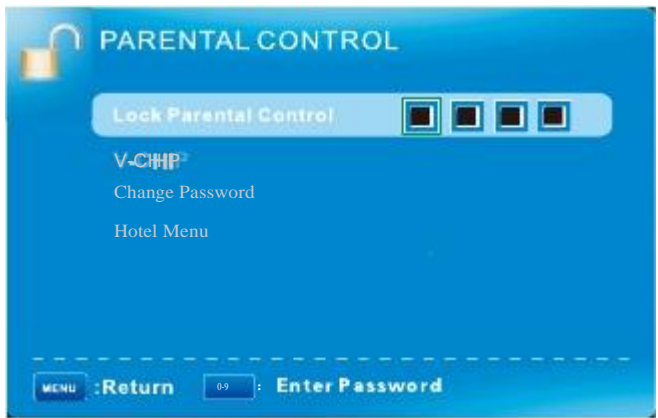 PARENTAL CONTROL
Lock Parental Control
V-CHIP
Change Password
Hotel Menu
MENU :Return 0-9 : Enter Password